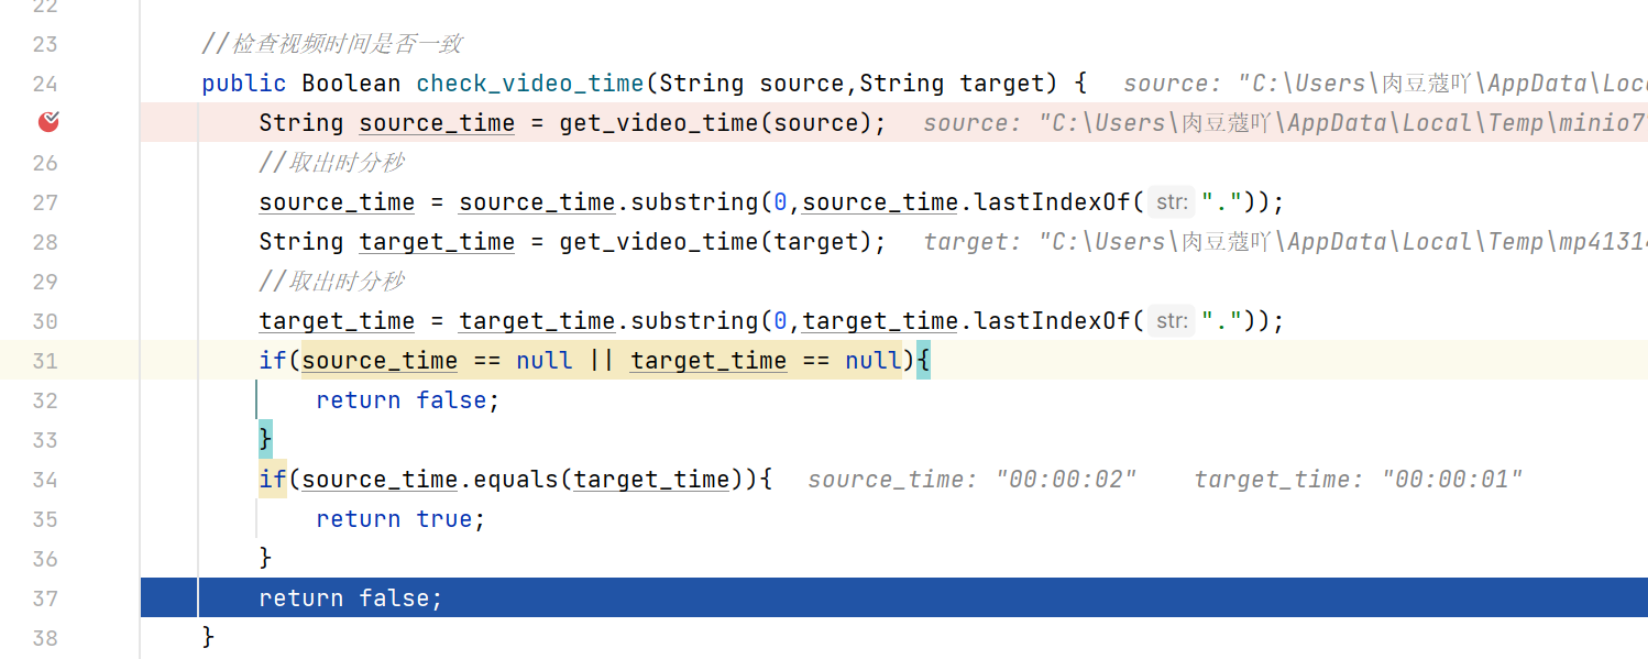 22
23 //检查视频时间是否一致
24 public Boolean check_video_time(String source,String target) { source: "C:\Users\肉豆蔻吖\AppData\Loc
String source_time = get_video_time(source); source: "C:\Users\肉豆蔻吖\AppData\Local\Temp\minio7
26 //取出时分秒
27 source_time = source_time.substring(0,source_time.lastIndexOf( str: "."));
28 String target_time = get_video_time(target); target: "C:\Users\肉豆蔻吖\AppData\Local\Temp\mp4131
29 //取出时分秒
30 target_time = target_time.substring(0,target_time.lastIndexOf( str: "."));
31 if(source_time == null || target_time == null){
32 return false;
33 }
34 if(source_time.equals(target_time)){ source_time: "00:00:02" target_time: "00:00:01"
35 return true;
36 }
37 return false;
38 }